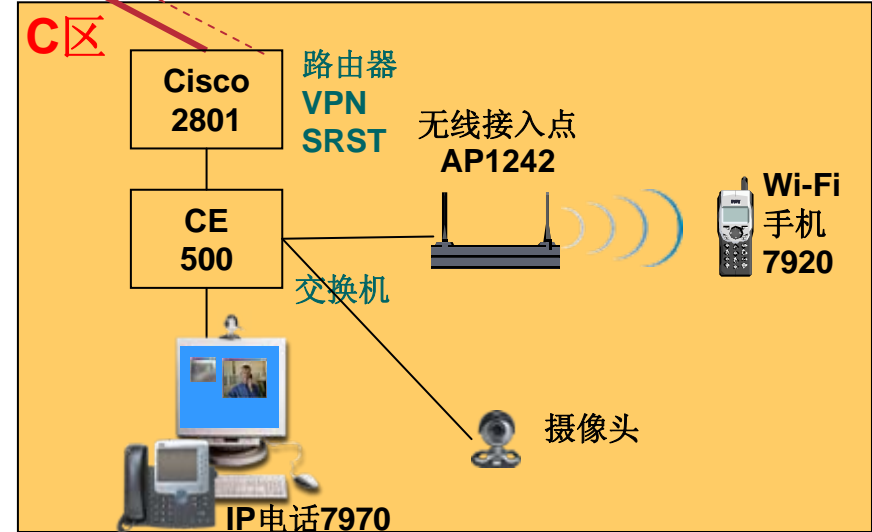 C区
Cisco
2801
路由器
VPN
SRST
无线接入点
AP1242
Wi-Fi
手机
7920
CE
500
交换机
摄像头
IP电话7970